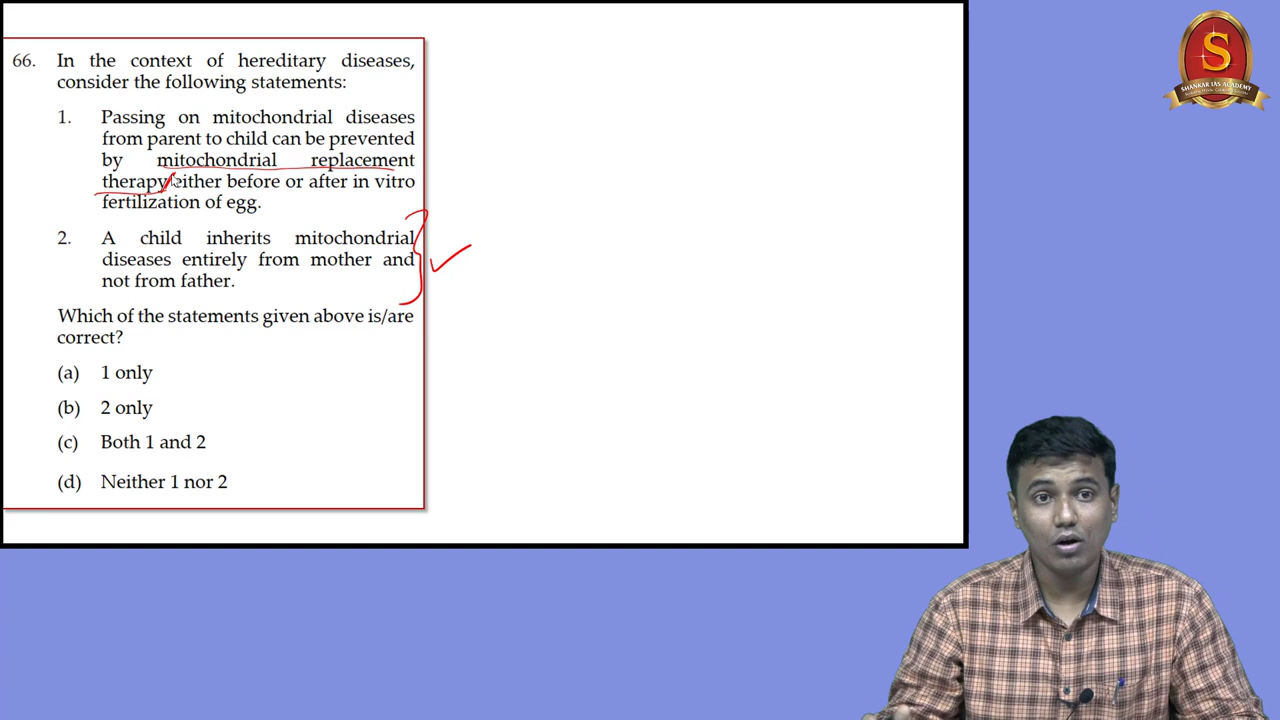 66. In the context of hereditary diseases,
consider the following statements:
1. Passing on mitochondrial diseases
from parent to child can be prevented
by mitochondrial replacement
therapy either before or after in vitro
fertilization of egg.
2. A child inherits mitochondrial
diseases entirely from mother and
not from father.
Which of the statements given above is/are
correct?
(a) 1 only
(b) 2 only
(c) Both 1 and 2
(d) Neither 1 nor 2
S
SHANKAR IAS ACADEMY